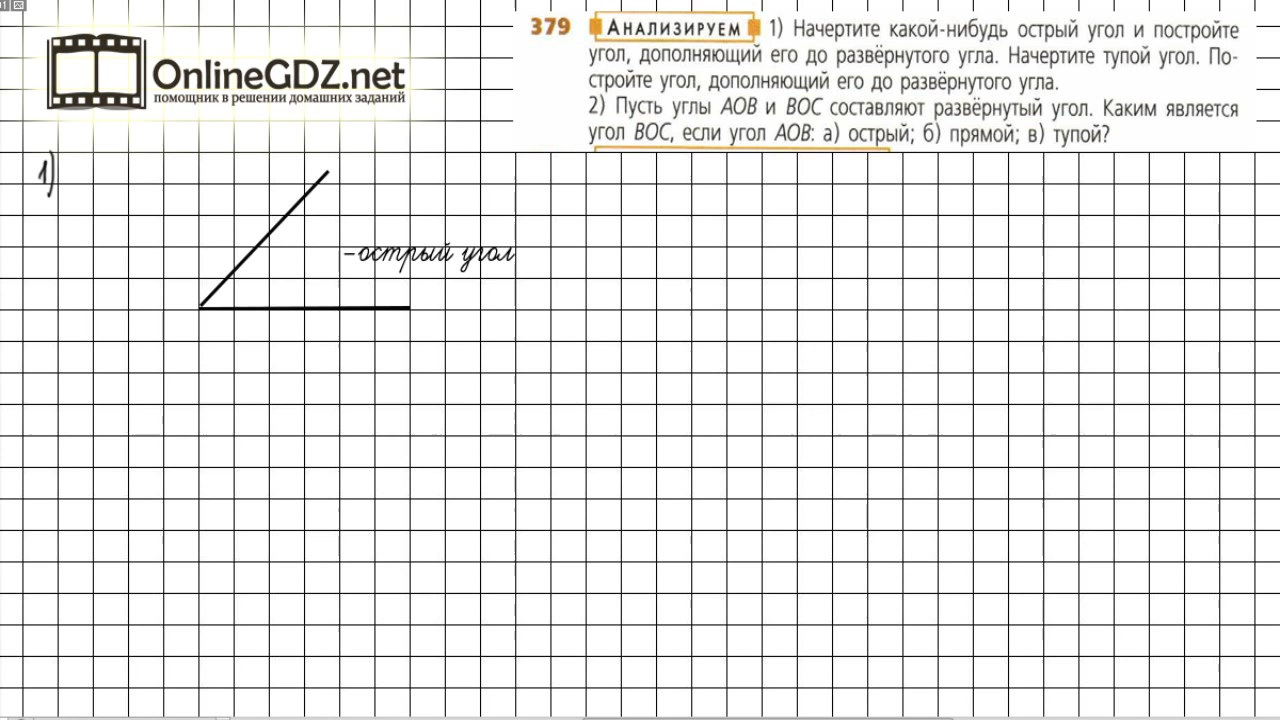 OnlineGDZ.net
помощник в решении домашних заданий
379 Анализируем 1) Начертите какой-нибудь острый угол и постройте
угол, дополняющий его до развёрнутого угла. Начертите тупой угол. По-
стройте угол, дополняющий его до развёрнутого угла.
2) Пусть углы AOB и BOC составляют развёрнутый угол. Каким является
угол BOC, если угол AOB: а) острый; б) прямой; в) тупой?
1)
-острый угол